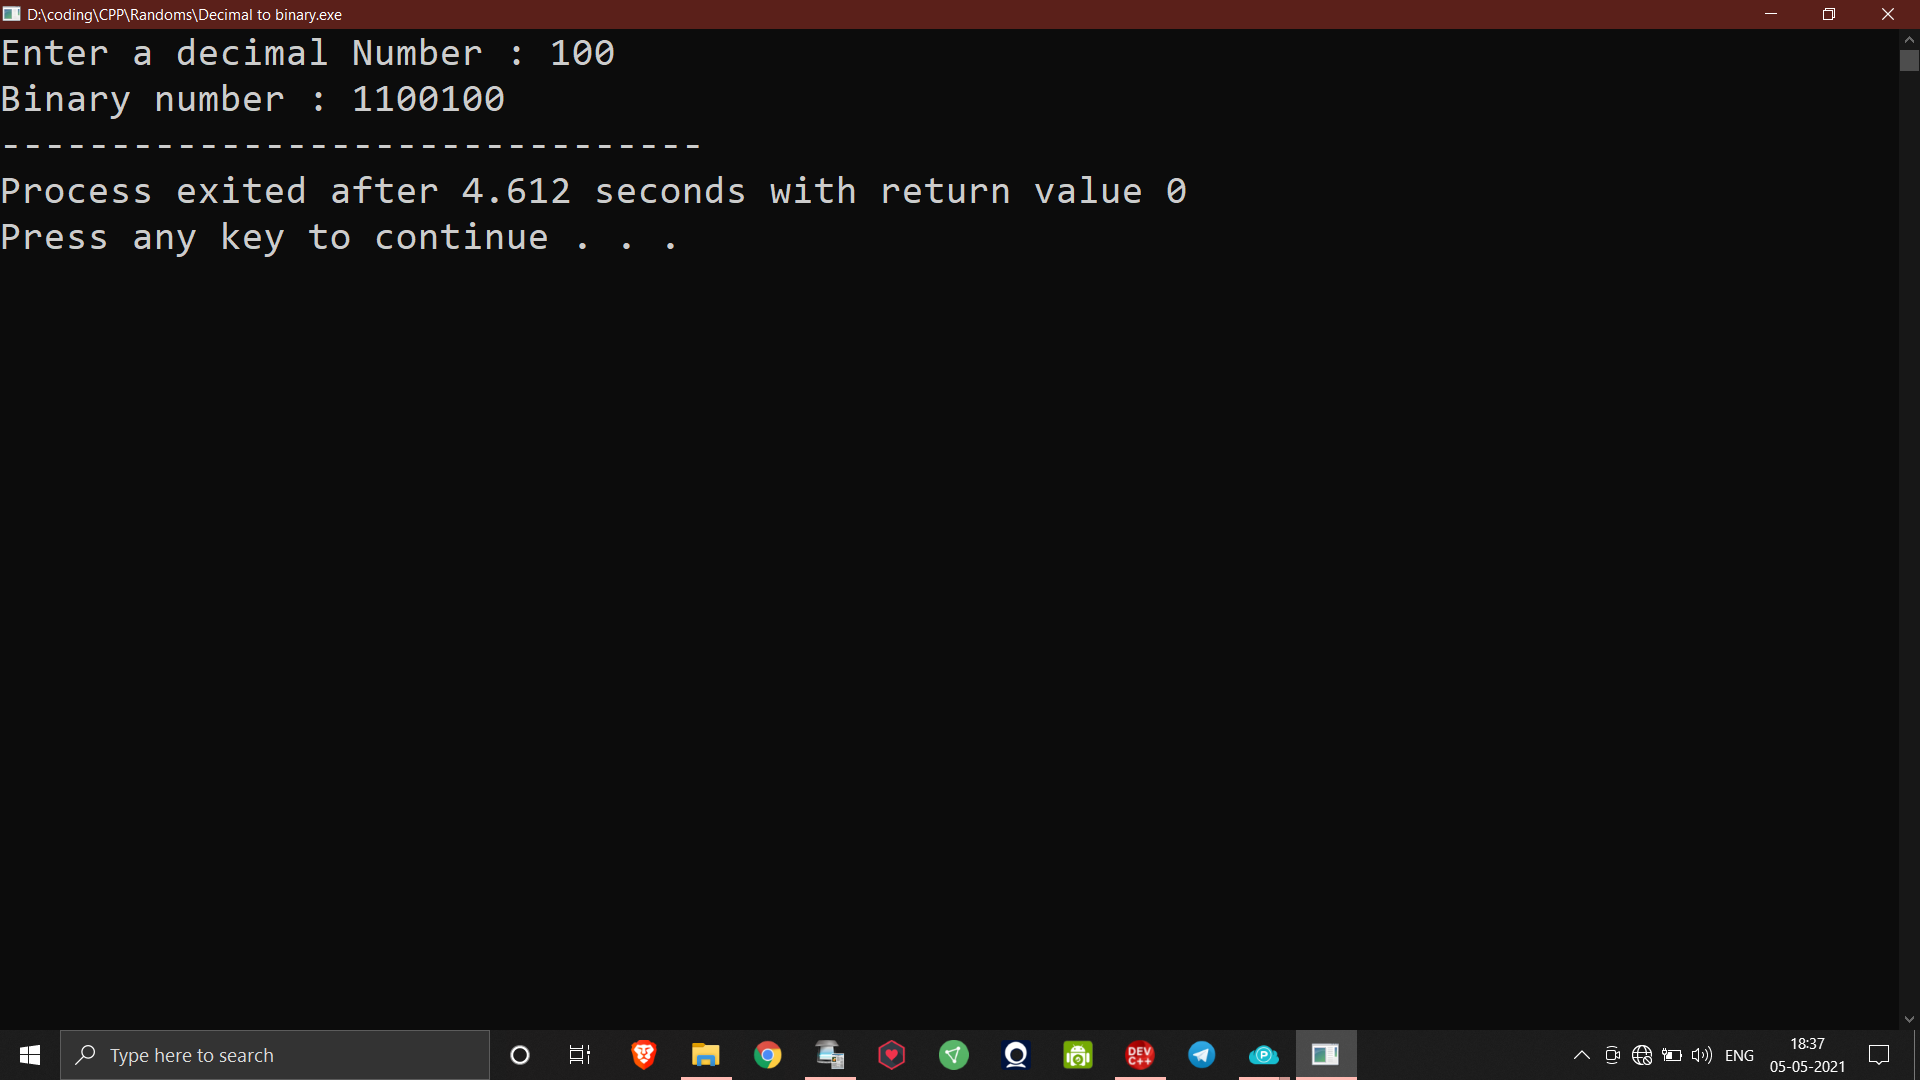 D:\coding\CPP\Randoms\Decimal to binary.exe
Enter a decimal Number : 100
Binary number : 1100100
--------------------------------
Process exited after 4.612 seconds with return value 0
Press any key to continue . . .
Type here to search
DEV
C++
P
ENG
18:37
05-05-2021